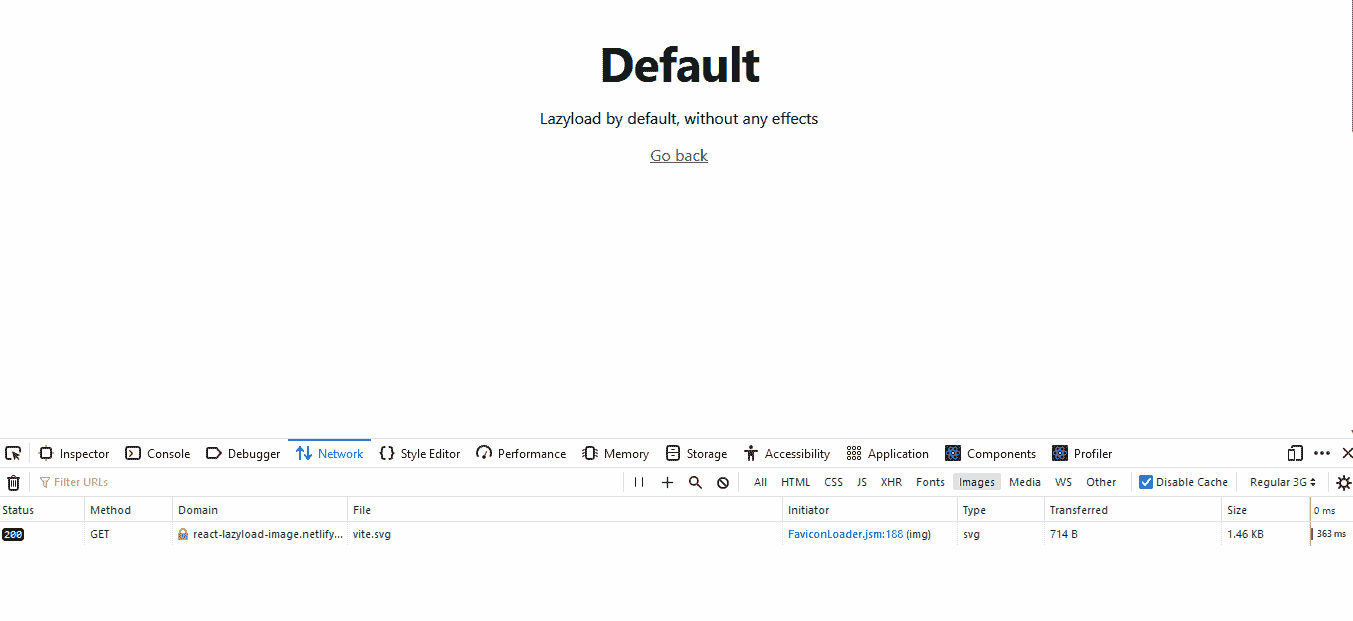 Default
Lazyload by default, without any effects
Go back
Inspector Console Debugger Network Style Editor Performance Memory Storage Accessibility Application Components Profiler
Filter URLs All HTML CSS JS XHR Fonts Images Media WS Other Disable Cache Regular 3G
Status Method Domain File Initiator Type Transferred Size 0 ms
200 GET react-lazyload-image.netlify... vite.svg FaviconLoader.jsm:188 (img) svg 714 B 1.46 KB 363 ms